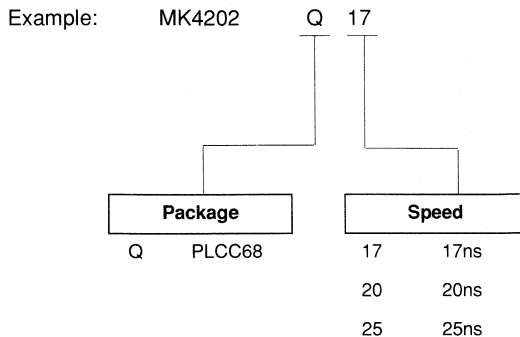 Example: MK4202 Q 17
Package Speed
Q PLCC68 17 17ns
20 20ns
25 25ns